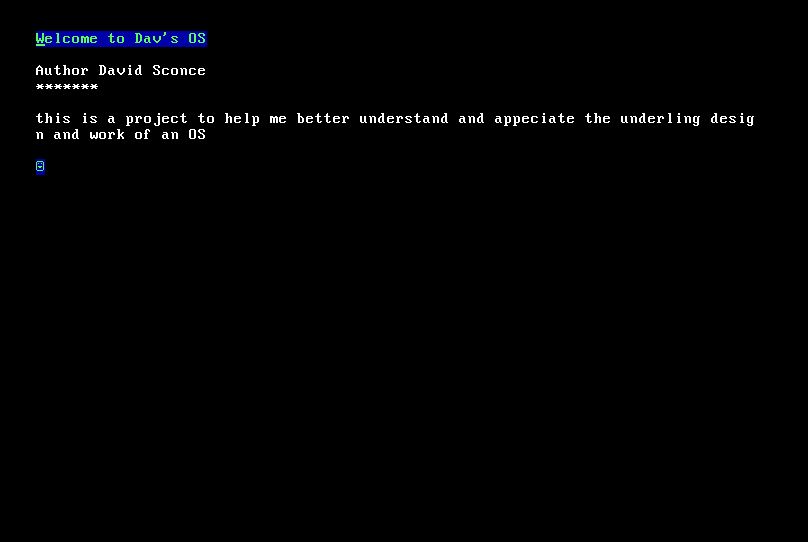 Welcome to Dav's OS
Author David Sconce
*******
this is a project to help me better understand and appeciate the underling desig
n and work of an OS
☺